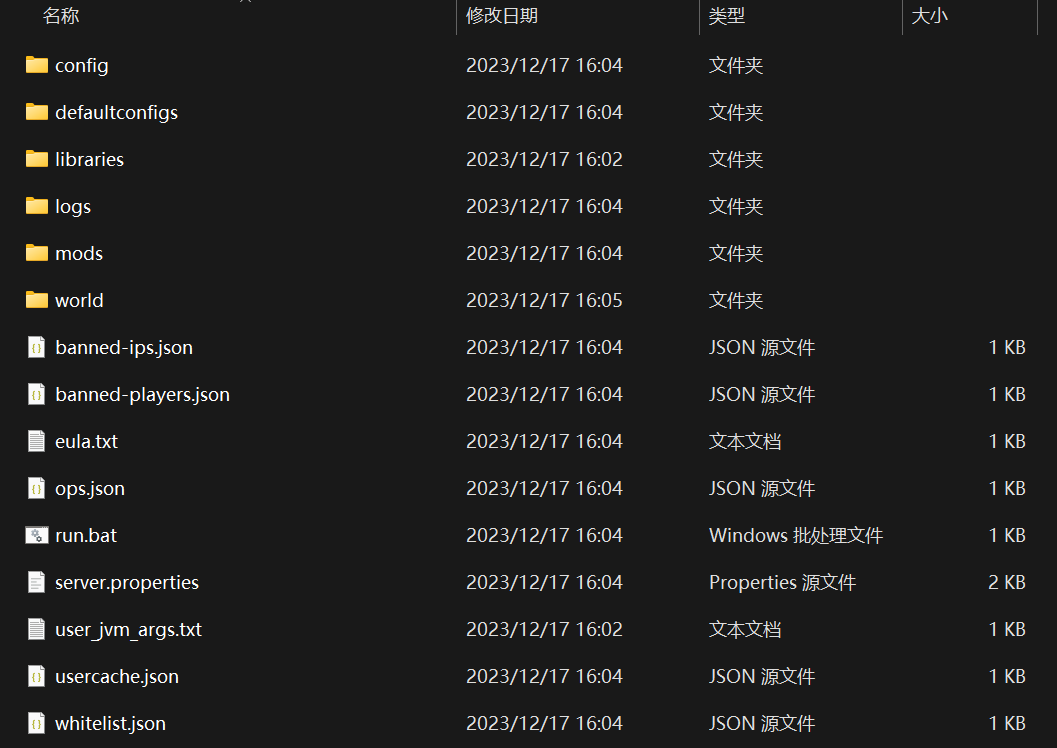 名称 修改日期 类型 大小
config 2023/12/17 16:04 文件夹
defaultconfigs 2023/12/17 16:04 文件夹
libraries 2023/12/17 16:02 文件夹
logs 2023/12/17 16:04 文件夹
mods 2023/12/17 16:04 文件夹
world 2023/12/17 16:05 文件夹
banned-ips.json 2023/12/17 16:04 JSON 源文件 1 KB
banned-players.json 2023/12/17 16:04 JSON 源文件 1 KB
eula.txt 2023/12/17 16:04 文本文档 1 KB
ops.json 2023/12/17 16:04 JSON 源文件 1 KB
run.bat 2023/12/17 16:04 Windows 批处理文件 1 KB
server.properties 2023/12/17 16:04 Properties 源文件 2 KB
user_jvm_args.txt 2023/12/17 16:02 文本文档 1 KB
usercache.json 2023/12/17 16:04 JSON 源文件 1 KB
whitelist.json 2023/12/17 16:04 JSON 源文件 1 KB